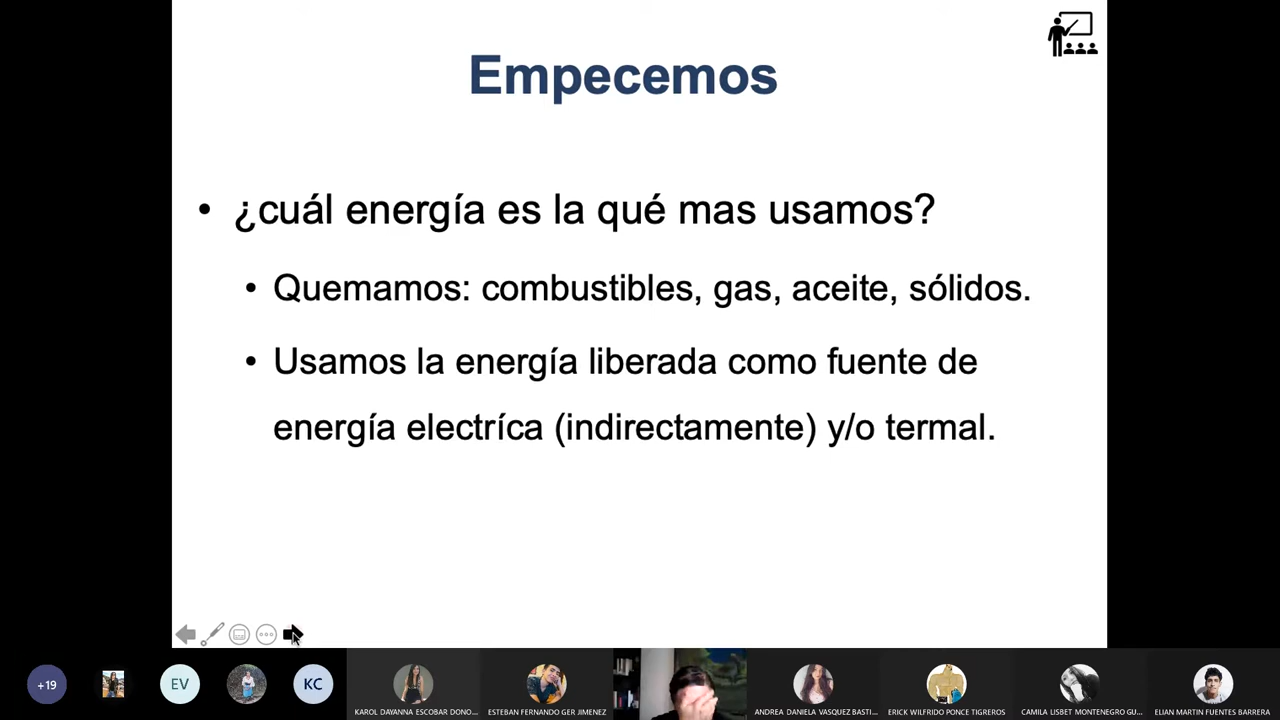 Empecemos
• ¿cuál energía es la qué mas usamos?
• Quemamos: combustibles, gas, aceite, sólidos.
• Usamos la energía liberada como fuente de
energía electríca (indirectamente) y/o termal.
+19
EV
KC
KAROL DAYANNA ESCOBAR DONO...
ESTEBAN FERNANDO GER JIMENEZ
ANDREA DANIELA VASQUEZ BASTI...
ERICK WILFRIDO PONCE TIGREROS
CAMILA LISBET MONTENEGRO GU...
ELIAN MARTIN FUENTES BARRERA